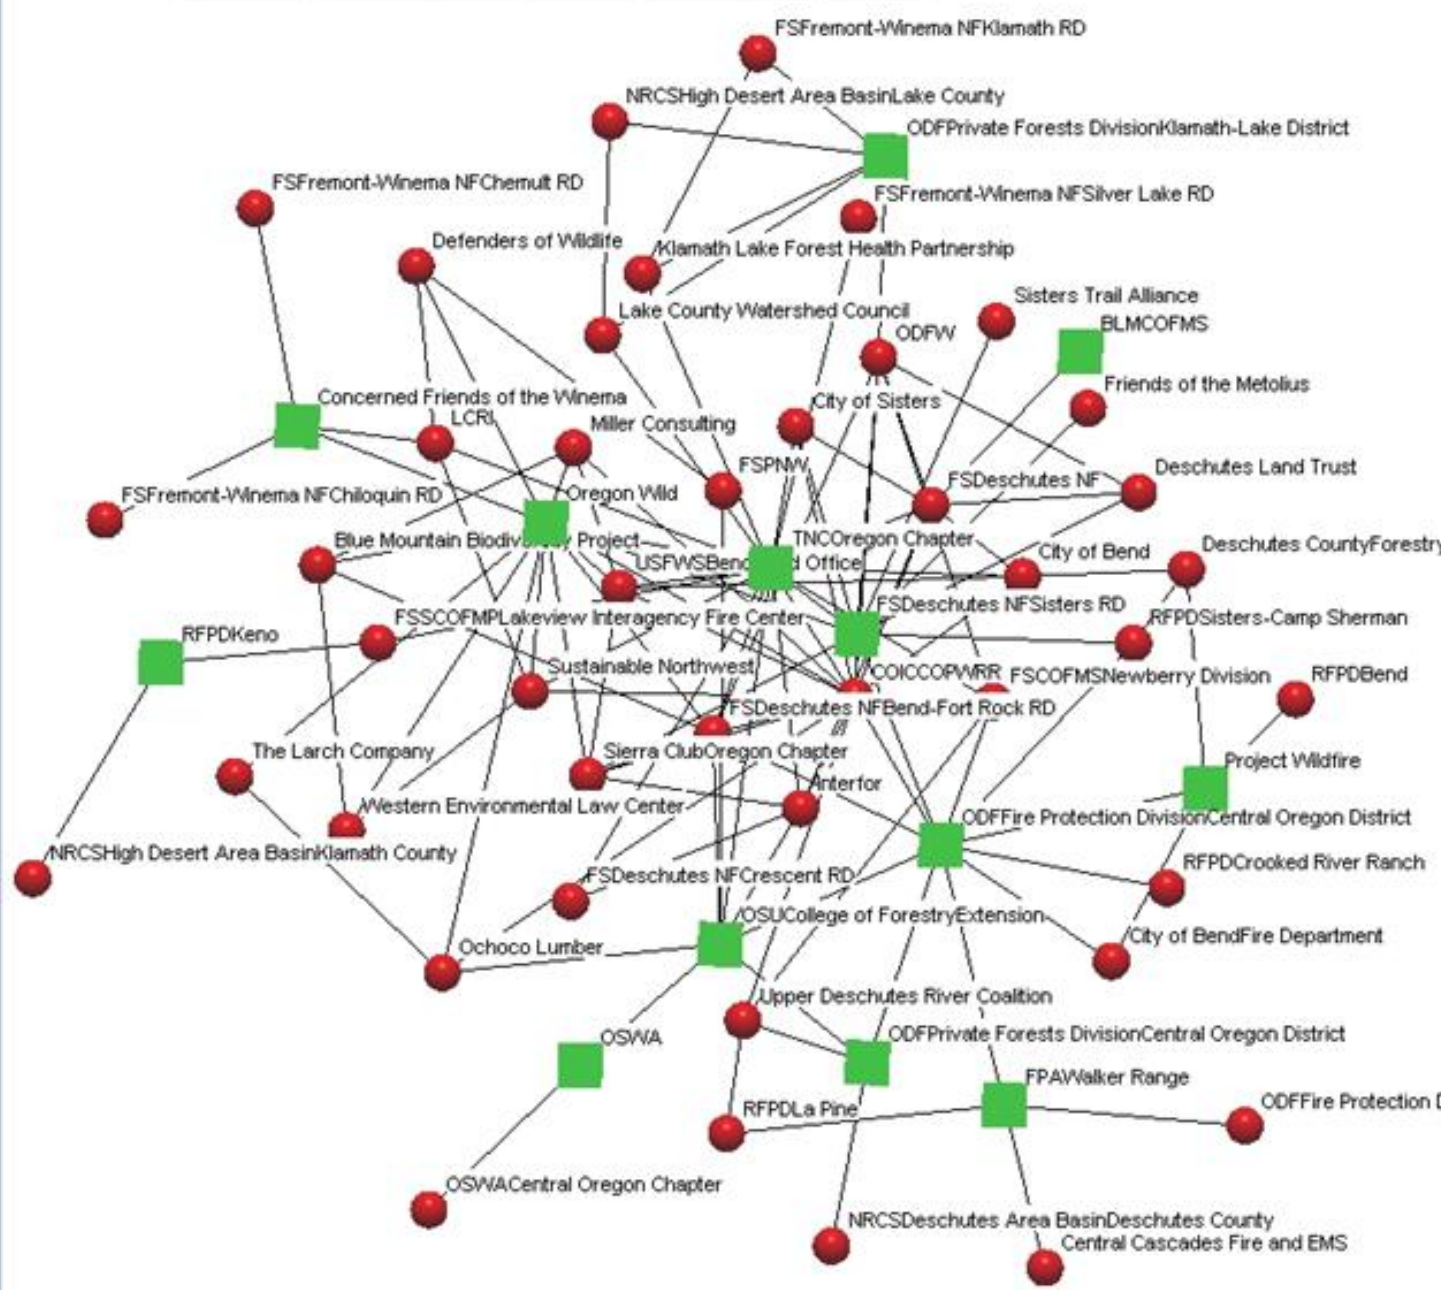 FSFremont-Winema NFKlamath RD
NRCSHigh Desert Area BasinLake County
ODFPrivate Forests DivisionKlamath-Lake District
FSFremont-Winema NFChemult RD
FSFremont-Winema NFSilver Lake RD
Defenders of Wildlife
Klamath Lake Forest Health Partnership
Sisters Trail Alliance
Lake County Watershed Council
BLMCOFMS
ODFW
Friends of the Metolius
Concerned Friends of the Winema
City of Sisters
LCRI
Miller Consulting
FSPNW
Deschutes Land Trust
FSDeschutes NF
FSFremont-Winema NFChiloquin RD
Oregon Wild
Blue Mountain Biodiversity Project
TNCOregon Chapter
Deschutes CountyForestry
City of Bend
USFWSBend Field Office
FSDeschutes NFSisters RD
FSSCOFMPLakeview Interagency Fire Center
RFPDSisters-Camp Sherman
RFPDKeno
Sustainable Northwest
COICCOPWRR
FSCOFMSNewberry Division
RFPDBend
FSDeschutes NFBend-Fort Rock RD
The Larch Company
Sierra ClubOregon Chapter
Project Wildfire
Interfor
Western Environmental Law Center
ODFFire Protection DivisionCentral Oregon District
NRCSHigh Desert Area BasinKlamath County
RFPDCrooked River Ranch
FSDeschutes NFCrescent RD
OSUCollege of ForestryExtension
City of BendFire Department
Ochoco Lumber
Upper Deschutes River Coalition
OSWA
ODFPrivate Forests DivisionCentral Oregon District
FPAWalker Range
RFPDLa Pine
ODFFire Protection D
OSWACentral Oregon Chapter
NRCSDeschutes Area BasinDeschutes County
Central Cascades Fire and EMS